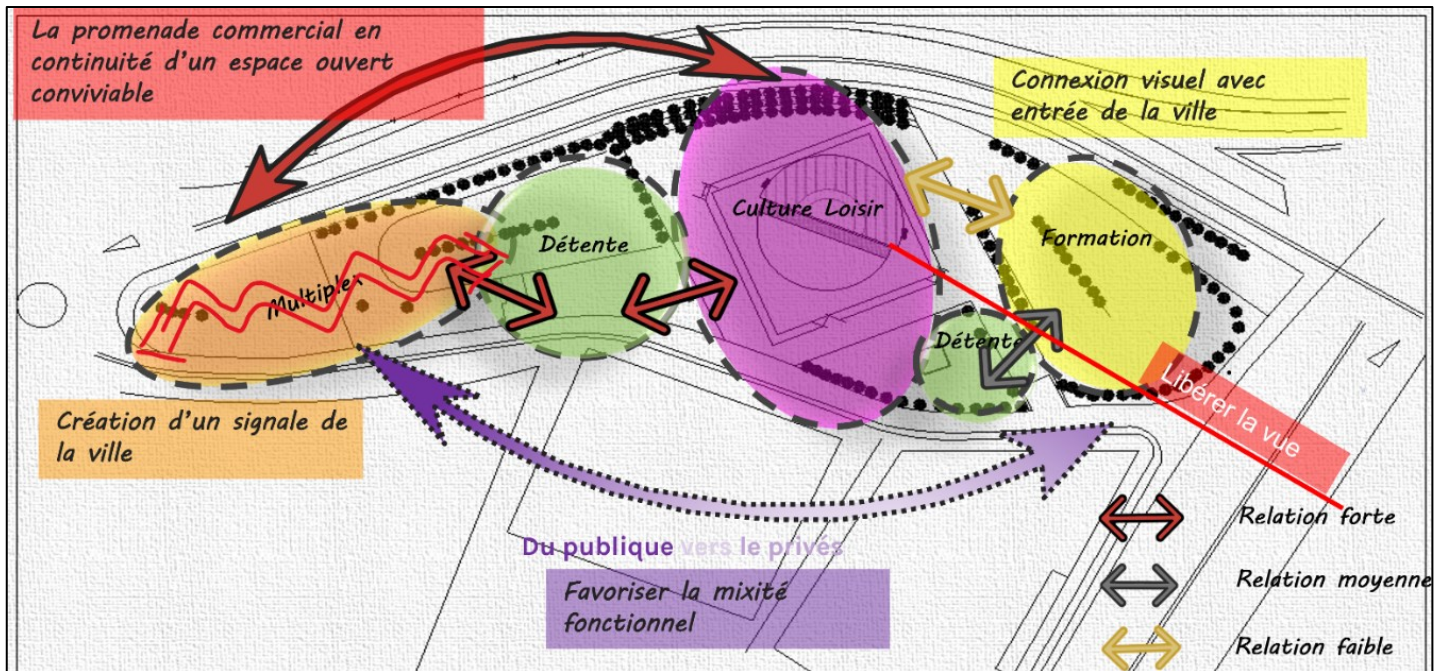 La promenade commercial en
continuité d'un espace ouvert
conviviable
Connexion visuel avec
entrée de la ville
Culture Loisir
Détente
Formation
Multiplex
Détente
Libérer la vue
Création d'un signale de
la ville
Du publique vers le privés
Favoriser la mixité
fonctionnel
Relation forte
Relation moyenne
Relation faible